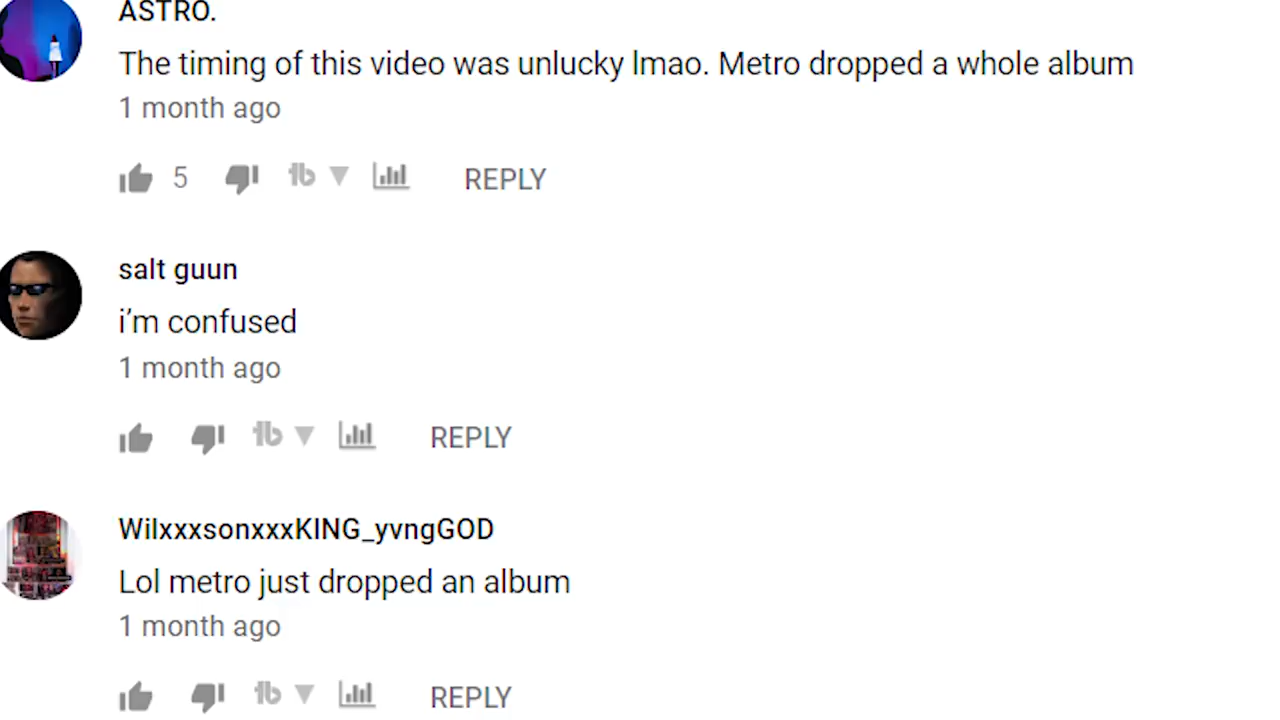 ASTRO.
The timing of this video was unlucky lmao. Metro dropped a whole album
1 month ago
5 REPLY
salt guun
i’m confused
1 month ago
REPLY
WilxxxsonxxxKING_yvngGOD
Lol metro just dropped an album
1 month ago
REPLY